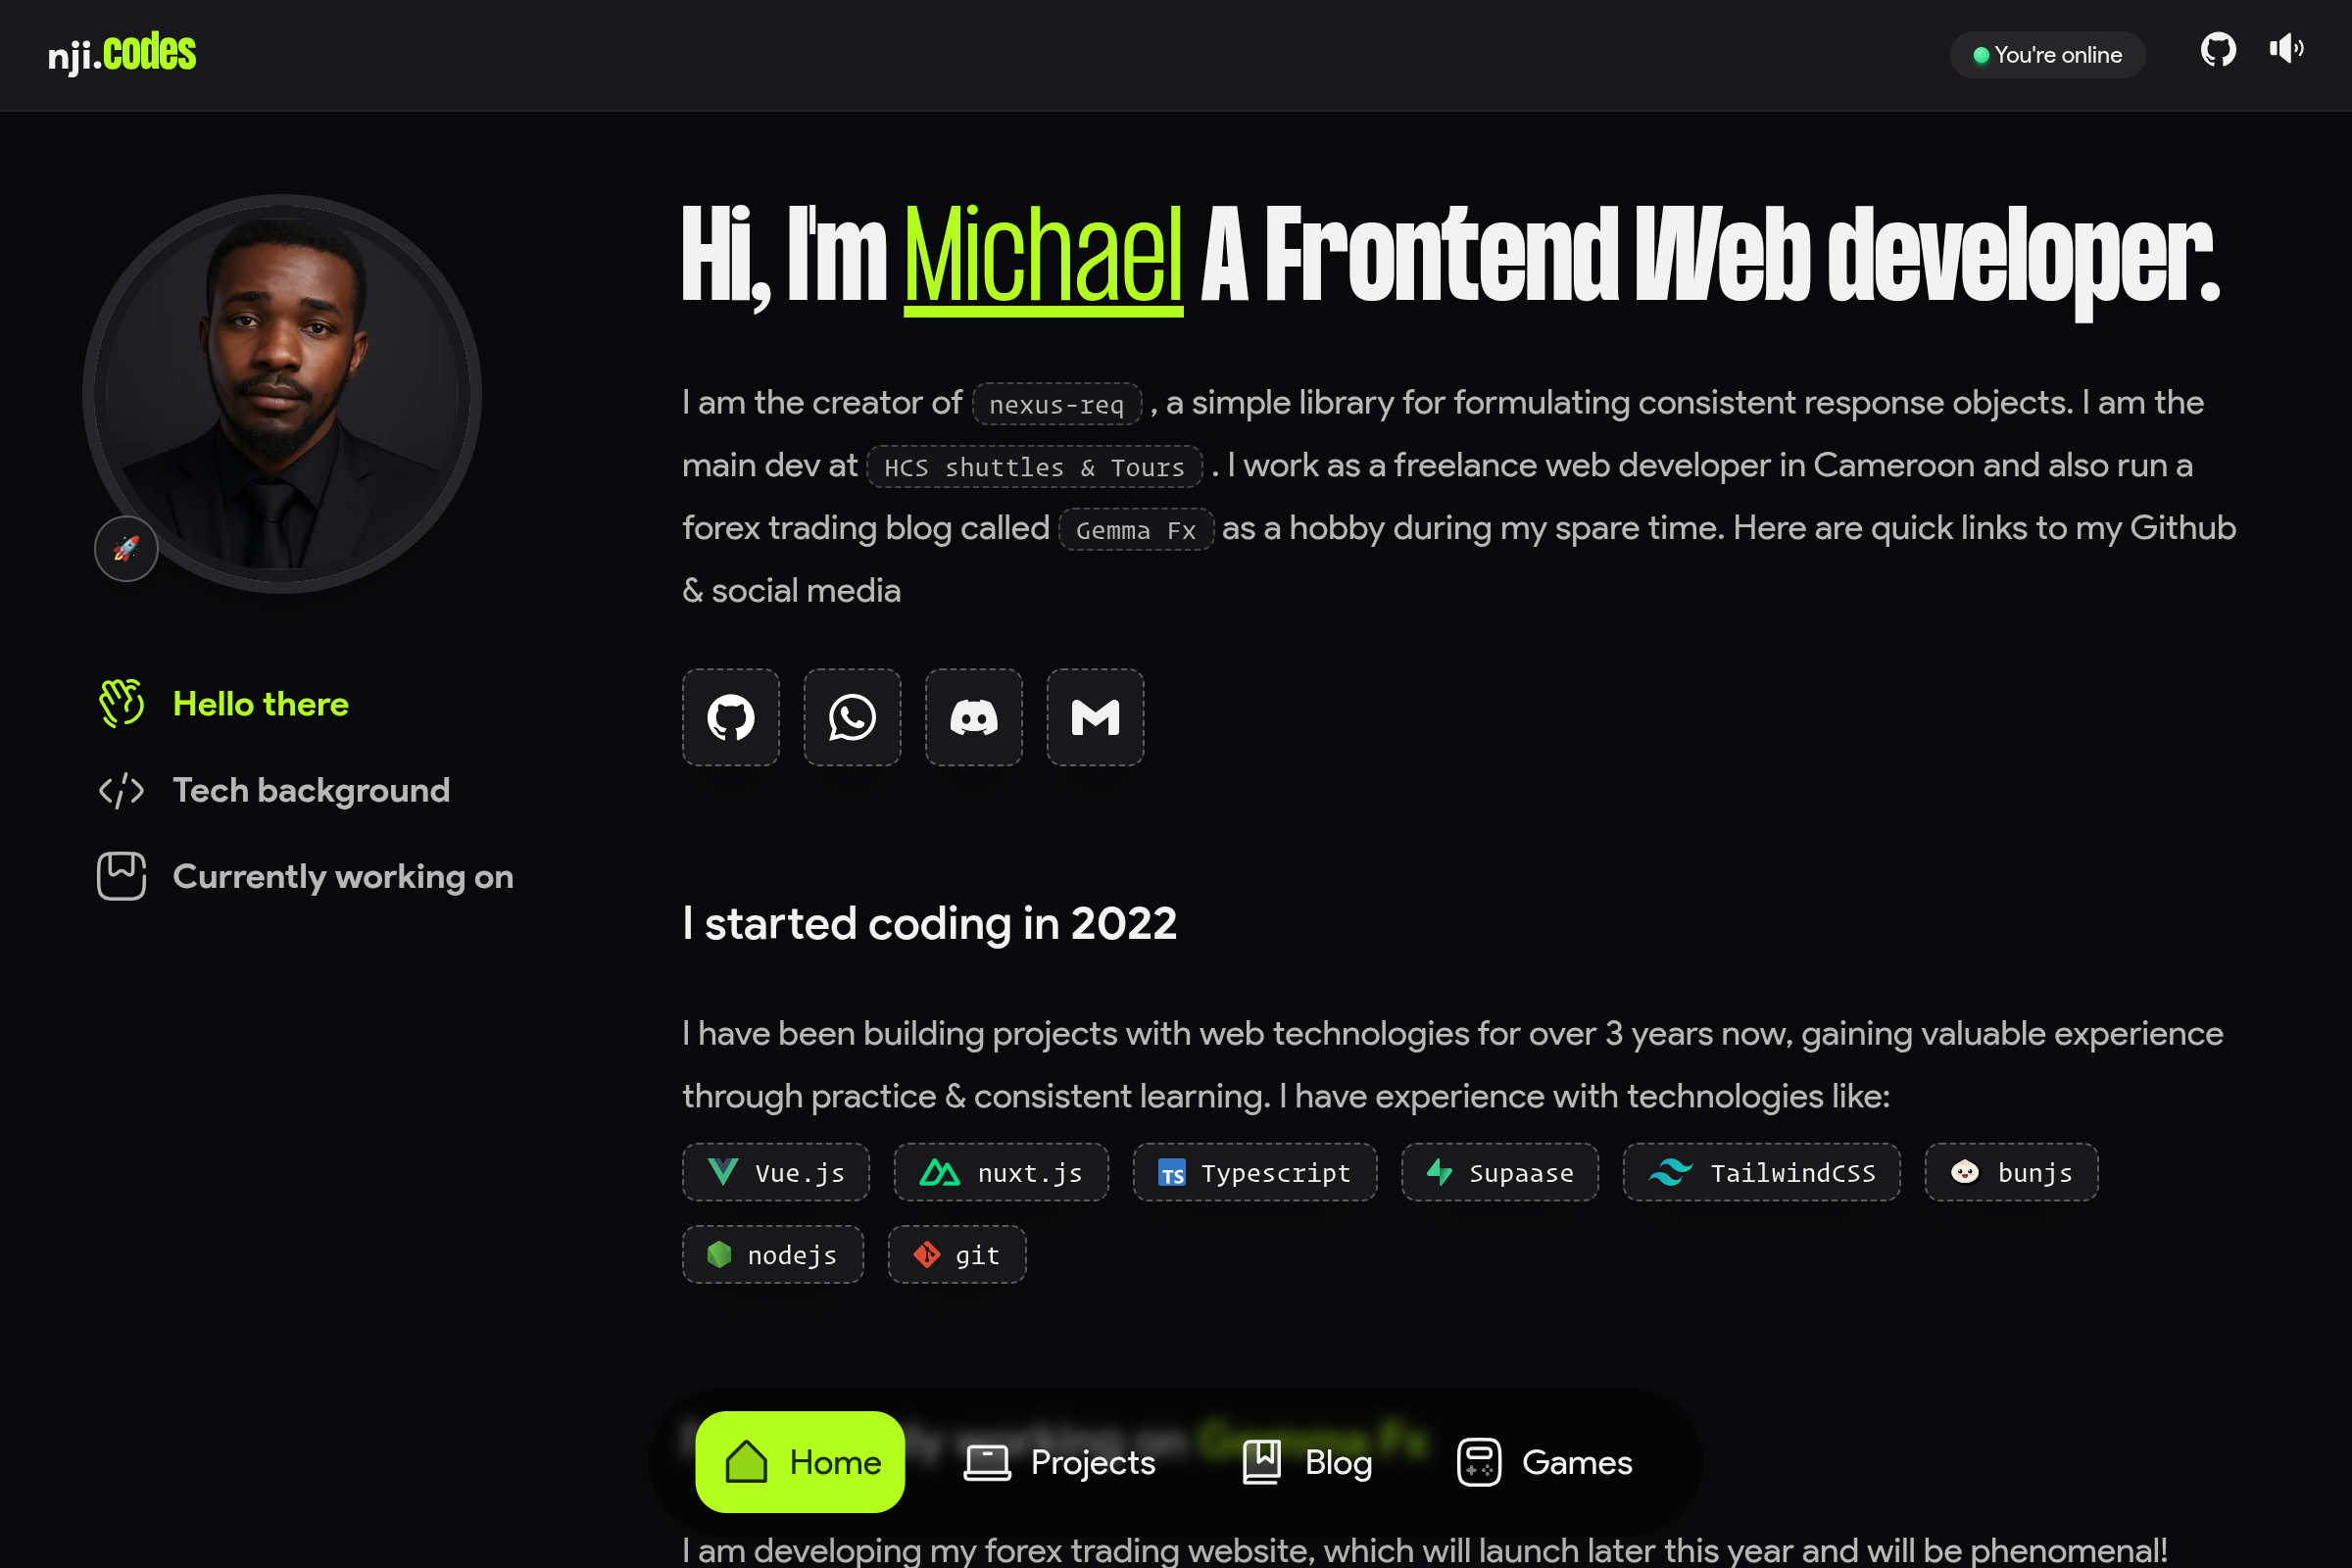 nji.codes
You're online
Hi, I'm Michael A Frontend Web developer.
I am the creator of nexus-req , a simple library for formulating consistent response objects. I am the
main dev at HCS shuttles & Tours . I work as a freelance web developer in Cameroon and also run a
forex trading blog called Gemma Fx as a hobby during my spare time. Here are quick links to my Github
& social media
Hello there
Tech background
Currently working on
I started coding in 2022
I have been building projects with web technologies for over 3 years now, gaining valuable experience
through practice & consistent learning. I have experience with technologies like:
Vue.js
nuxt.js
TS
Typescript
Supaase
TailwindCSS
bunjs
nodejs
git
working on Gemma Fx
Home
Projects
Blog
Games
I am developing my forex trading website, which will launch later this year and will be phenomenal!